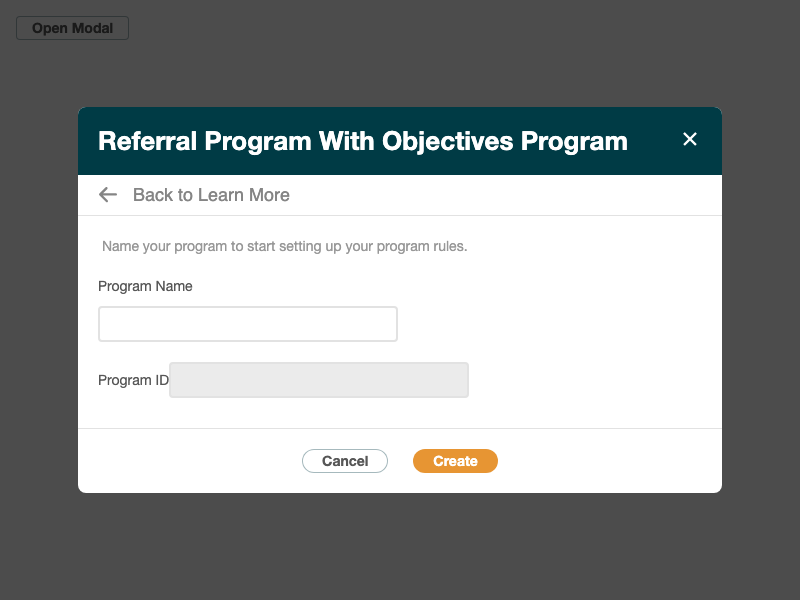 Open Modal
Referral Program With Objectives Program
Back to Learn More
Name your program to start setting up your program rules.
Program Name
Program ID
Cancel
Create